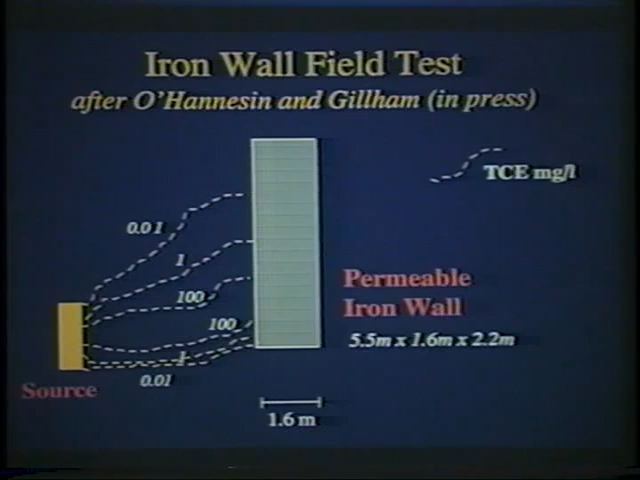 Iron Wall Field Test
after O'Hannesin and Gillham (in press)
TCE mg/l
0.01
1
100
Permeable
Iron Wall
100
5.5m x 1.6m x 2.2m
1
0.01
Source
1.6 m